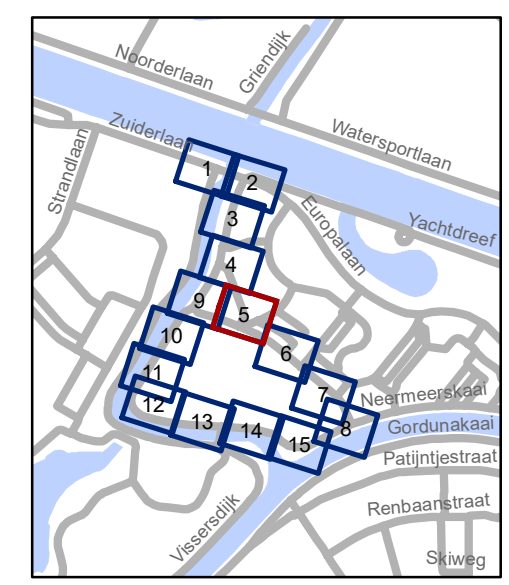 Noorderlaan
Griendijk
Zuiderlaan
Watersportlaan
Strandlaan
1
2
Europalaan
3
Yachtdreef
4
9
5
10
6
11
7
Neermeerskaai
12
13
14
15
8
Gordunakaai
Patijntjestraat
Vissersdijk
Renbaanstraat
Skiweg